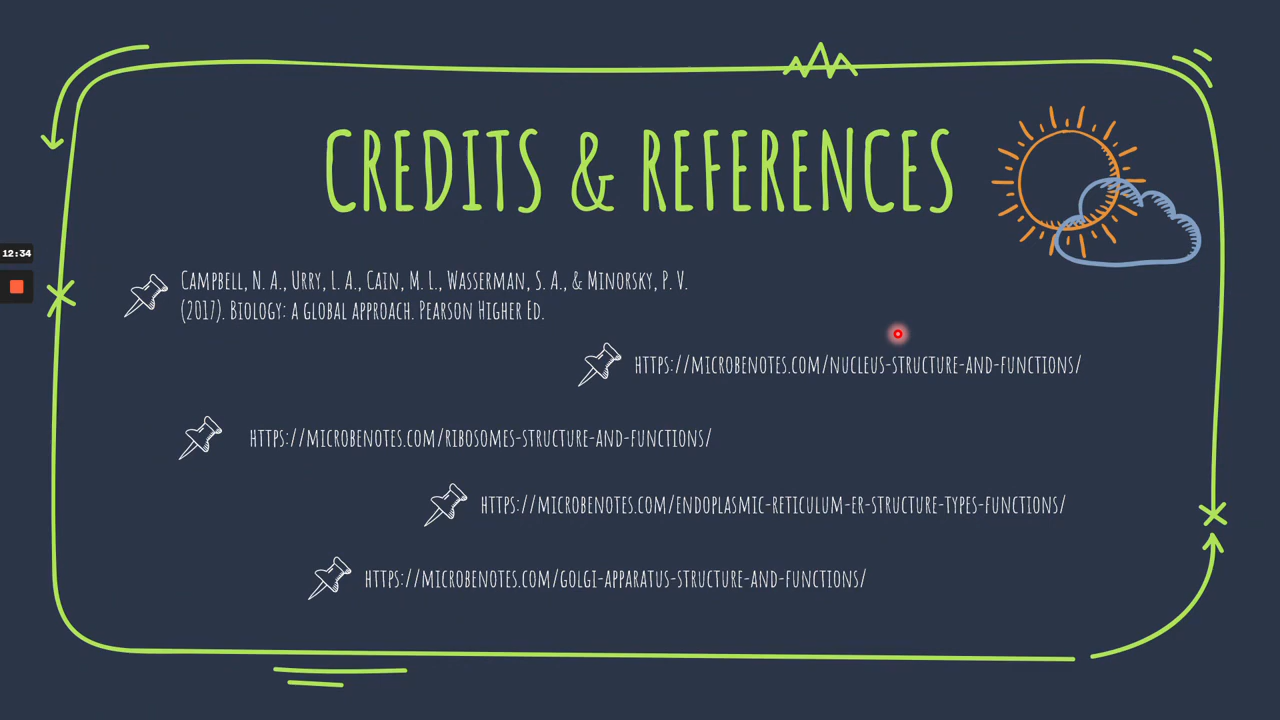 CREDITS & REFERENCES
12:34
CAMPBELL, N. A., URRY, L. A., CAIN, M. L., WASSERMAN, S. A., & MINORSKY, P. V.
(2017). BIOLOGY: A GLOBAL APPROACH. PEARSON HIGHER ED.
HTTPS://MICROBENOTES.COM/NUCLEUS-STRUCTURE-AND-FUNCTIONS/
HTTPS://MICROBENOTES.COM/RIBOSOMES-STRUCTURE-AND-FUNCTIONS/
HTTPS://MICROBENOTES.COM/ENDOPLASMIC-RETICULUM-ER-STRUCTURE-TYPES-FUNCTIONS/
HTTPS://MICROBENOTES.COM/GOLGI-APPARATUS-STRUCTURE-AND-FUNCTIONS/